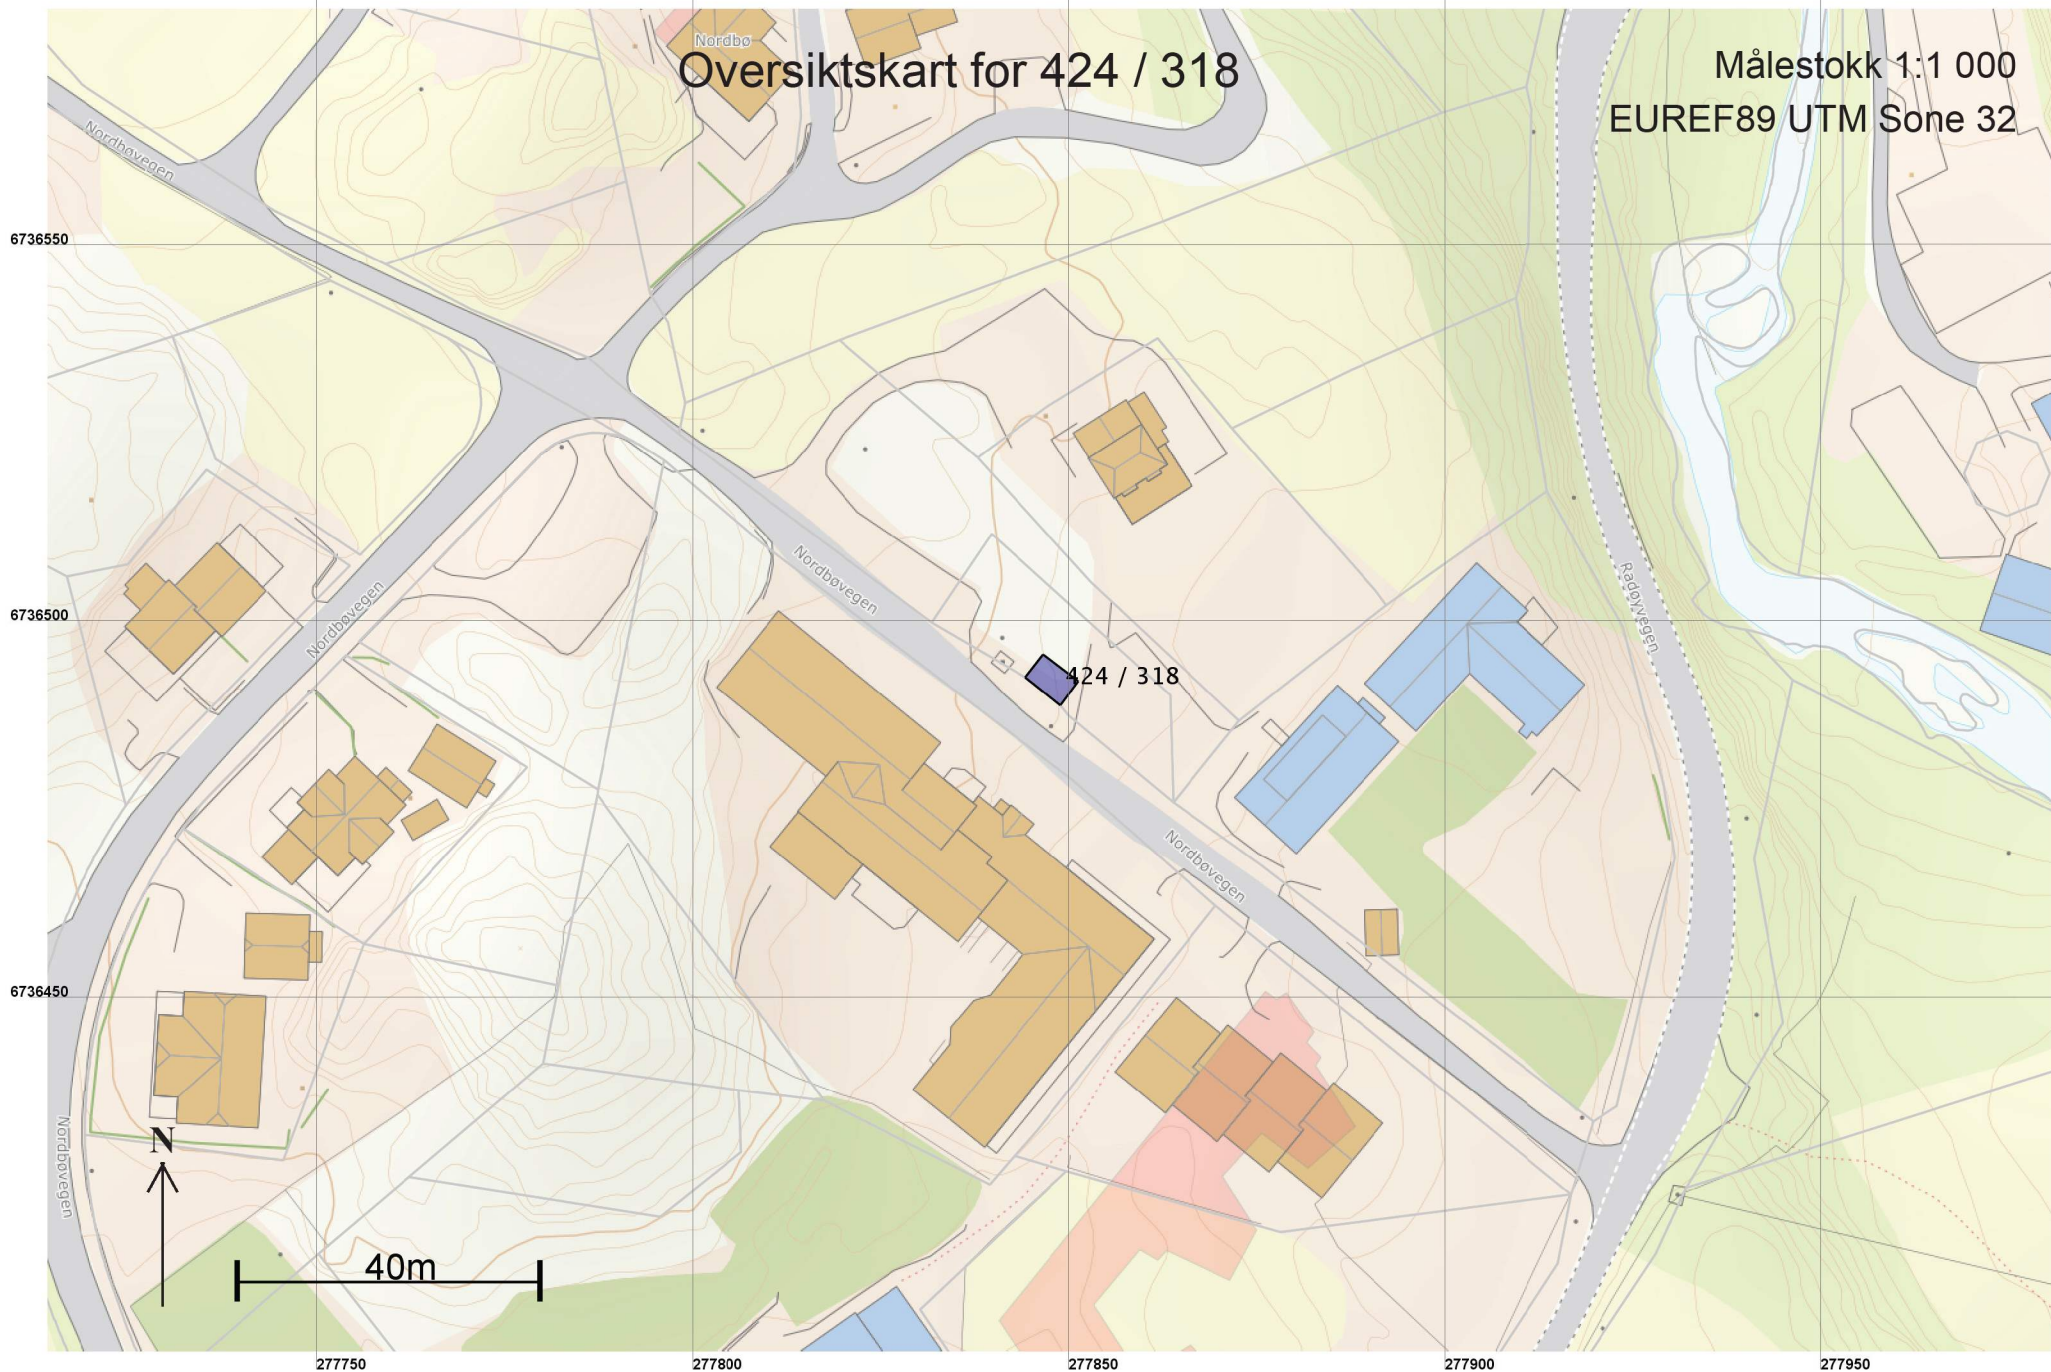 Nordbø
Oversiktskart for 424 / 318
Målestokk 1:1 000
EUREF89 UTM Sone 32
Nordbøvegen
6736550
Nordbøvegen
Radøyvegen
Nordbøvegen
6736500
424 / 318
Nordbøvegen
6736450
N
Nordbøvegen
40m
277750
277800
277850
277900
277950